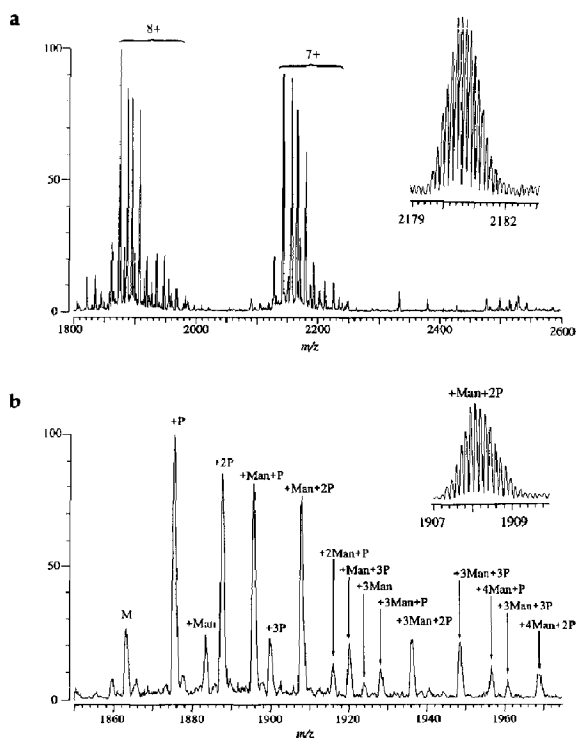 a
8+
7+
100
50
0
1800 2000 2200 2400 2600
m/z
2179 2182
b
+Man+2P
1907 1909
100
50
0
+P
+2P
+Man+P
+Man+2P
M
+Man
+3P
+2Man+P
+Man+3P
+3Man
+3Man+P
+3Man+2P
+3Man+3P
+4Man+P
+3Man+3P
+4Man+2P
1860 1880 1900 1920 1940 1960
m/z